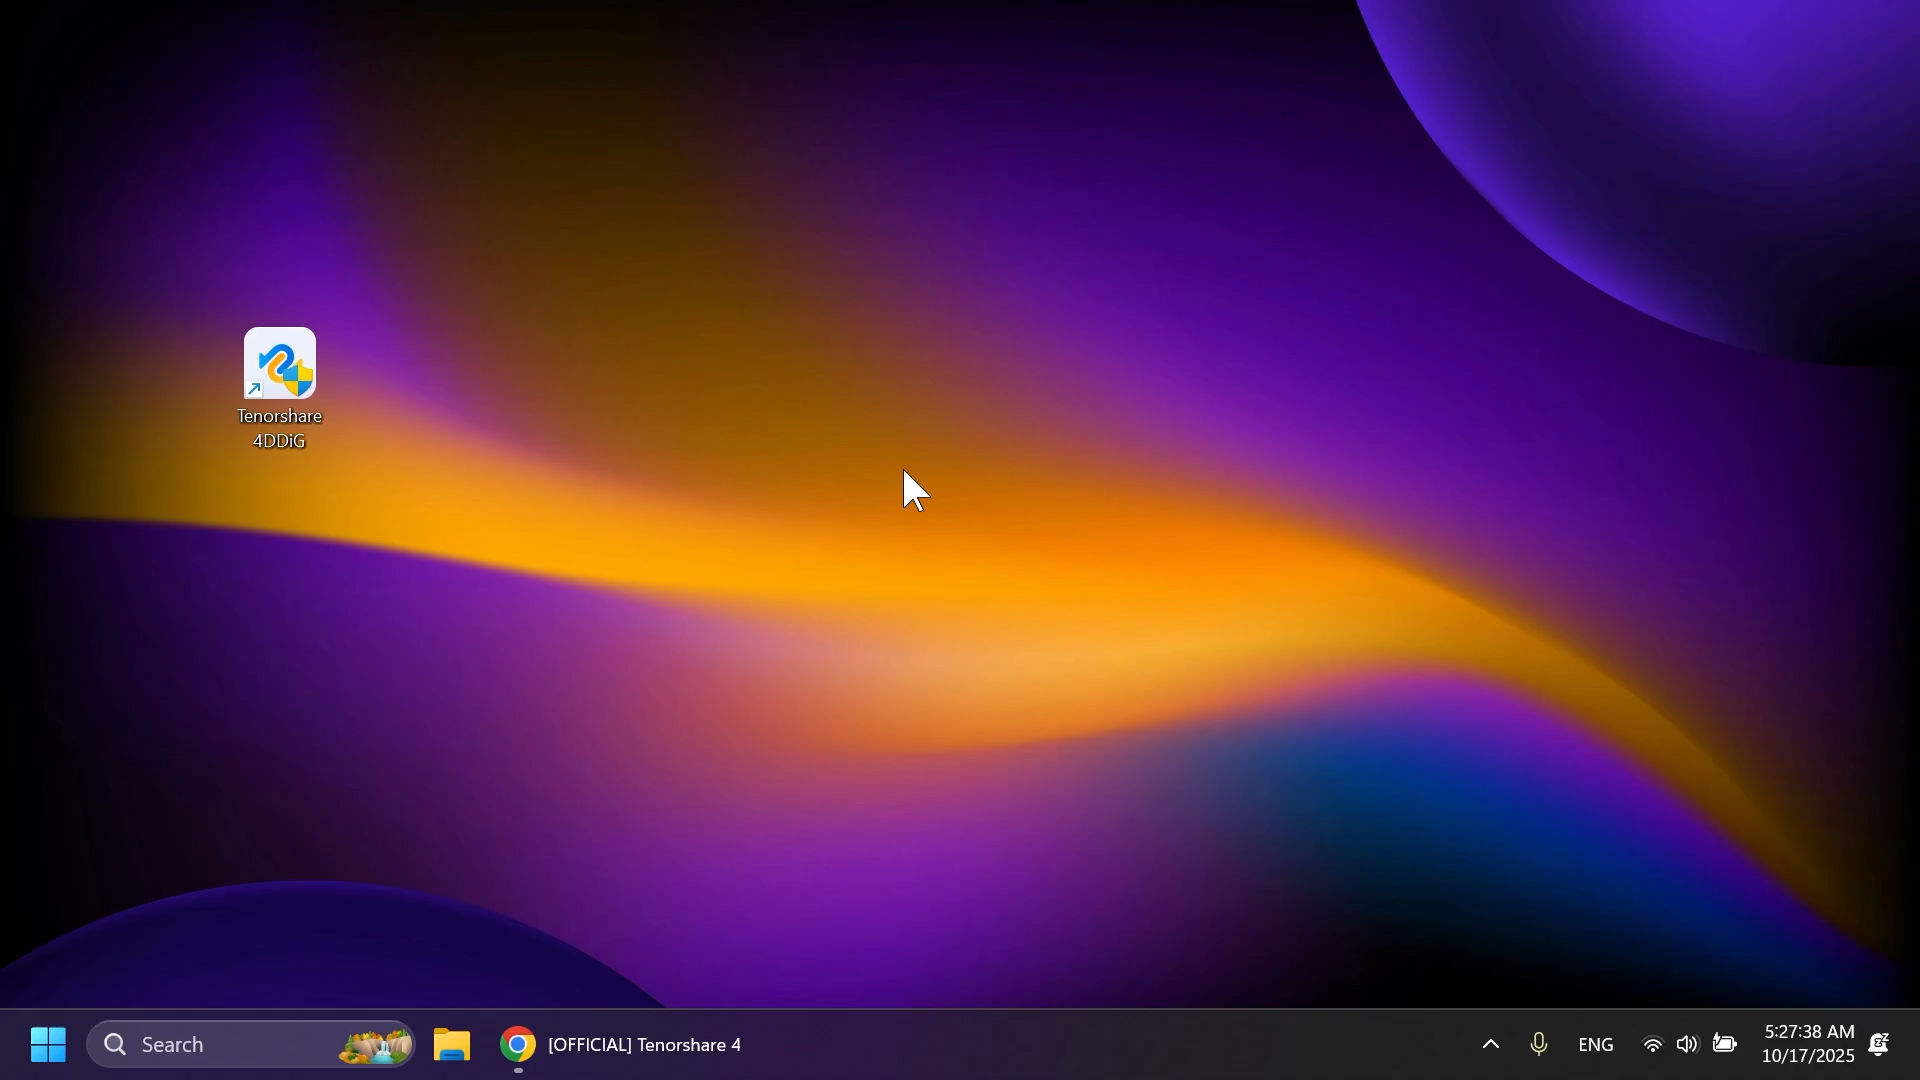 Tenorshare
4DDiG
Search
[OFFICIAL] Tenorshare 4
ENG
5:27:38 AM
10/17/2025